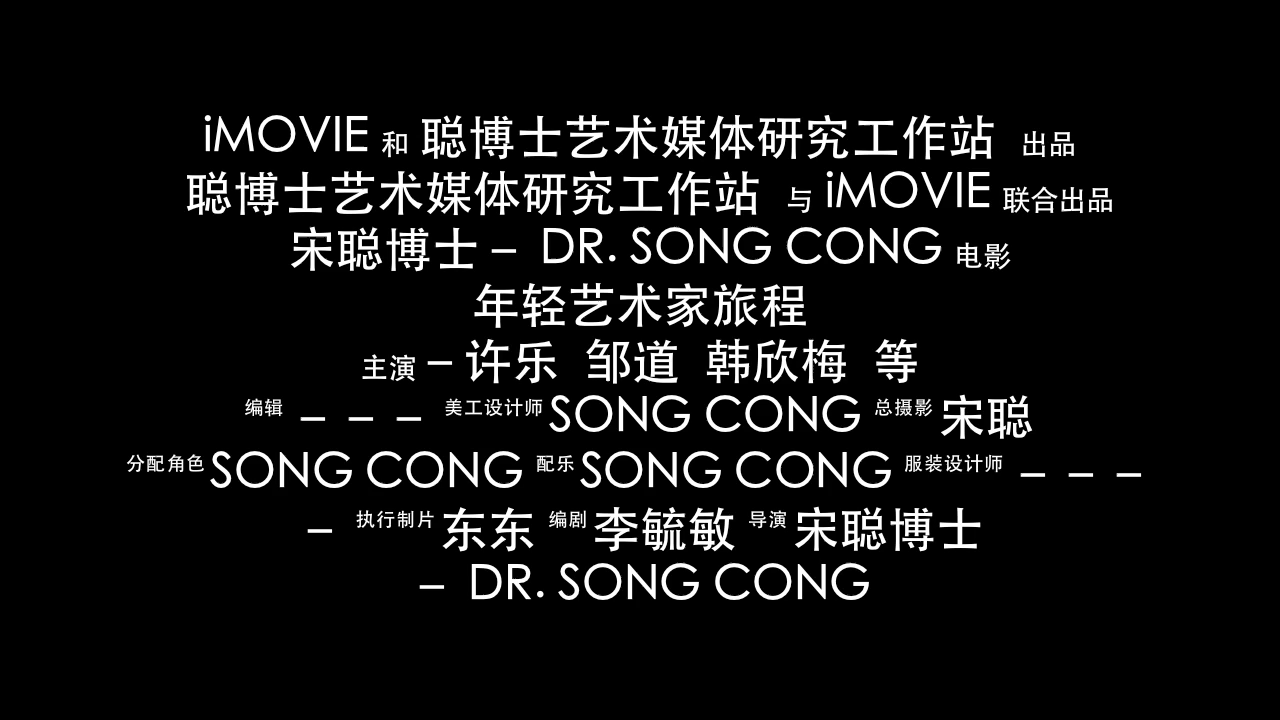 iMOVIE 和 聪博士艺术媒体研究工作站 出品
聪博士艺术媒体研究工作站 与 iMOVIE 联合出品
宋聪博士 – DR. SONG CONG 电影
年轻艺术家旅程
主演 – 许乐 邹道 韩欣梅 等
编辑 – – – 美工设计师 SONG CONG 总摄影 宋聪
分配角色 SONG CONG 配乐 SONG CONG 服装设计师 – – –
– 执行制片 东东 编剧 李毓敏 导演 宋聪博士
– DR. SONG CONG